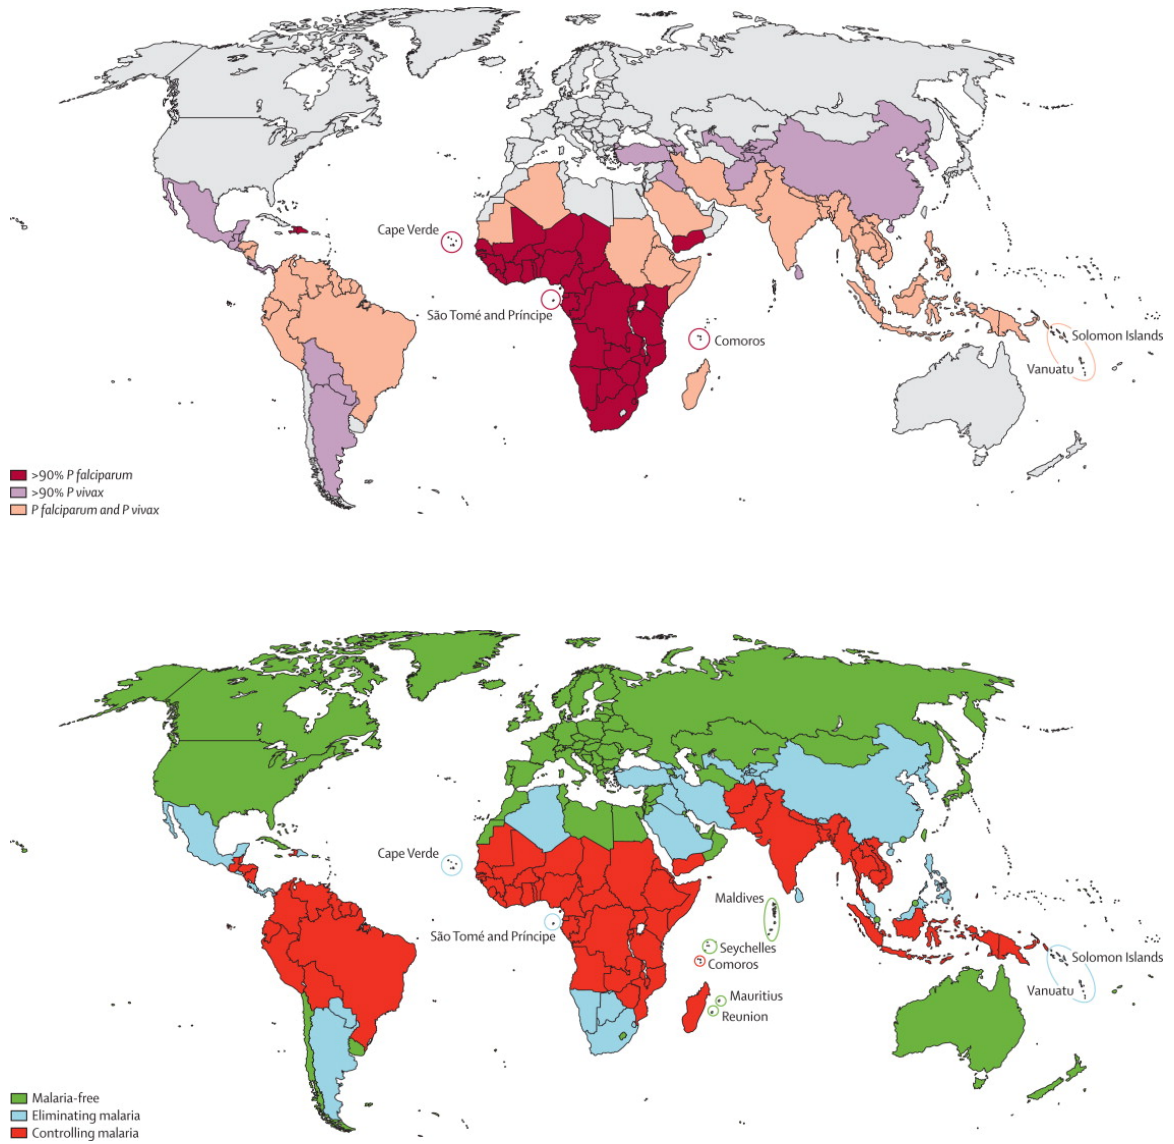 Cape Verde
São Tomé and Príncipe
Comoros
Solomon Islands
Vanuatu
>90% P falciparum
>90% P vivax
P falciparum and P vivax
Cape Verde
Maldives
São Tomé and Príncipe
Seychelles
Comoros
Solomon Islands
Vanuatu
Mauritius
Reunion
Malaria-free
Eliminating malaria
Controlling malaria